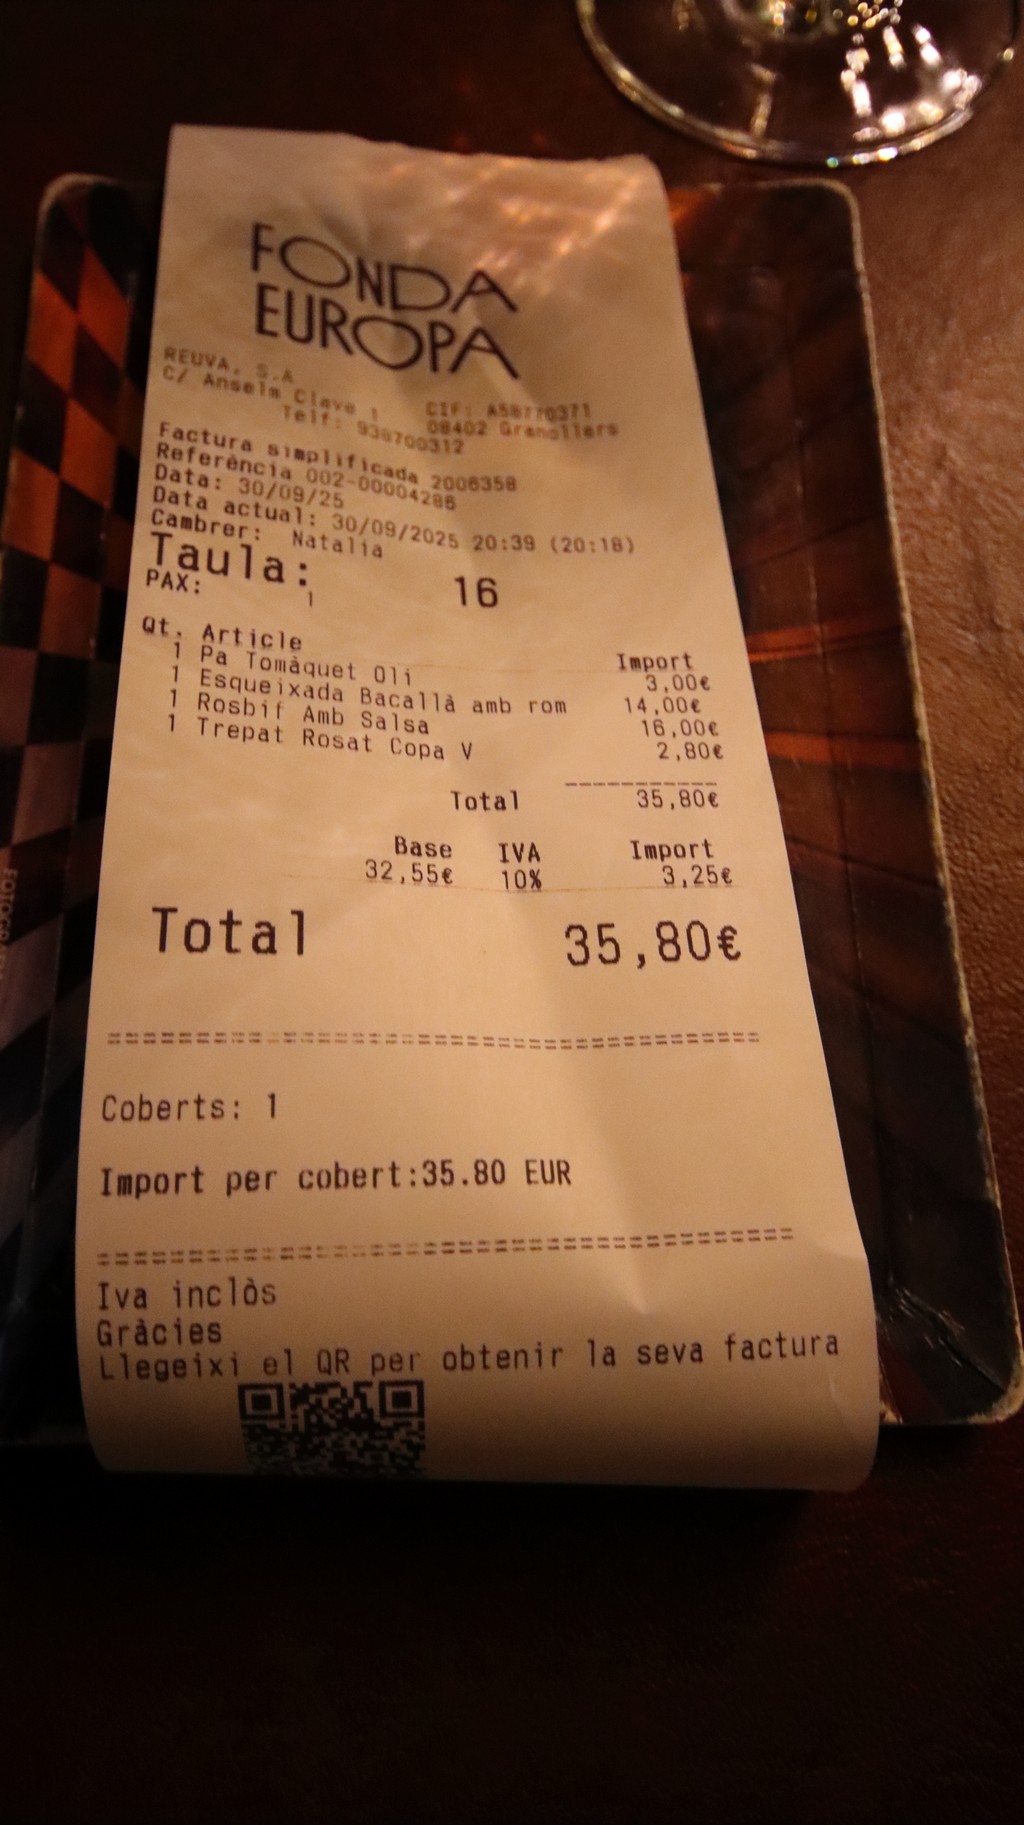 FONDA
EUROPA
REUVA, S.A
C/ Anselm Clave 1 CIF: A58770371
08402 Granollers
Telf: 938700312
Factura simplificada 2006358
Referència 002-00004286
Data: 30/09/25
Data actual: 30/09/2025 20:39 (20:18)
Cambrer: Natalia
Taula: 16
PAX: 1
Qt. Article Import
1 Pa Tomàquet Oli 3,00€
1 Esqueixada Bacallà amb rom 14,00€
1 Rosbif Amb Salsa 16,00€
1 Trepat Rosat Copa V 2,80€
Total 35,80€
Base IVA Import
32,55€ 10% 3,25€
Total 35,80€
Coberts: 1
Import per cobert:35.80 EUR
Iva inclòs
Gràcies
Llegeixi el QR per obtenir la seva factura